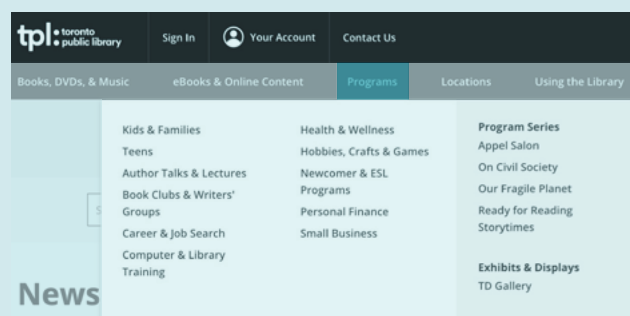 tpl: toronto
public library
Sign In
Your Account
Contact Us
Books, DVDs, & Music
eBooks & Online Content
Programs
Locations
Using the Library
Kids & Families
Teens
Author Talks & Lectures
Book Clubs & Writers'
Groups
Career & Job Search
Computer & Library
Training
Health & Wellness
Hobbies, Crafts & Games
Newcomer & ESL
Programs
Personal Finance
Small Business
Program Series
Appel Salon
On Civil Society
Our Fragile Planet
Ready for Reading
Storytimes
Exhibits & Displays
TD Gallery
News